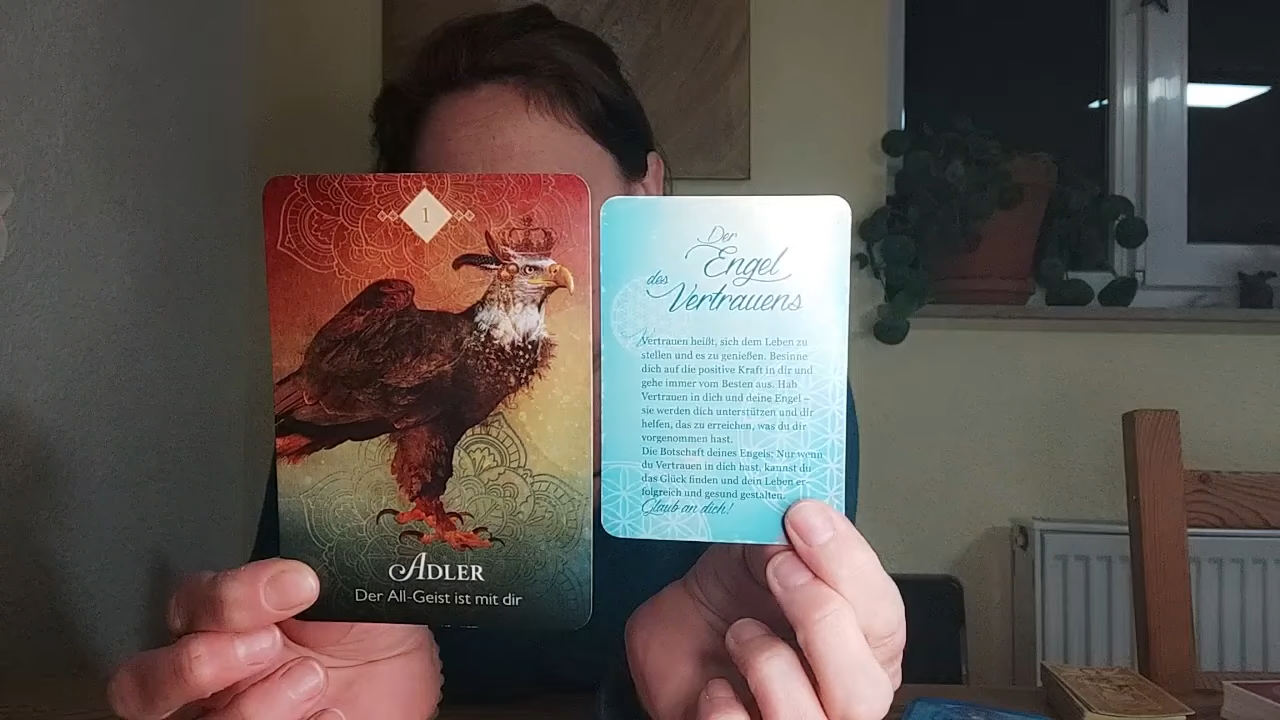 1
ADLER
Der All-Geist ist mit dir
Der
Engel
des
Vertrauens
Vertrauen heißt, sich dem Leben zu
stellen und es zu genießen. Besinne
dich auf die positive Kraft in dir und
gehe immer vom Besten aus. Hab
Vertrauen in dich und deine Engel –
sie werden dich unterstützen und dir
helfen, das zu erreichen, was du dir
vorgenommen hast.
Die Botschaft deines Engels: Nur wenn
du Vertrauen in dich hast, kannst du
das Glück finden und dein Leben er-
folgreich und gesund gestalten.
Glaub an dich!